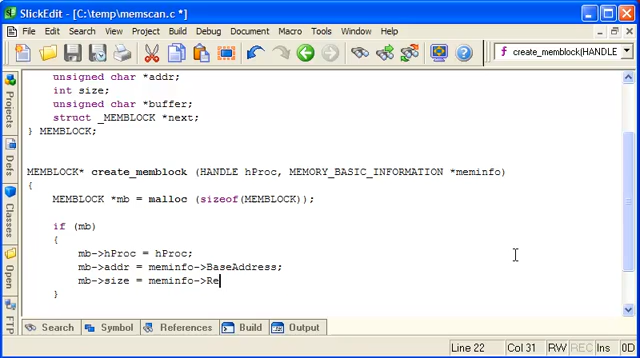 SlickEdit - [C:\temp\memscan.c *]
File Edit Search View Project Build Debug Document Macro Tools Window Help
f create_memblock(HANDLE
unsigned char *addr;
int size;
unsigned char *buffer;
struct _MEMBLOCK *next;
} MEMBLOCK;
MEMBLOCK* create_memblock (HANDLE hProc, MEMORY_BASIC_INFORMATION *meminfo)
{
MEMBLOCK *mb = malloc (sizeof(MEMBLOCK));
if (mb)
{
mb->hProc = hProc;
mb->addr = meminfo->BaseAddress;
mb->size = meminfo->Re
}
Projects
Defs
Classes
Open
FTP
Search Symbol References Build Output
Line 22 Col 31 RW REC Ins 0D